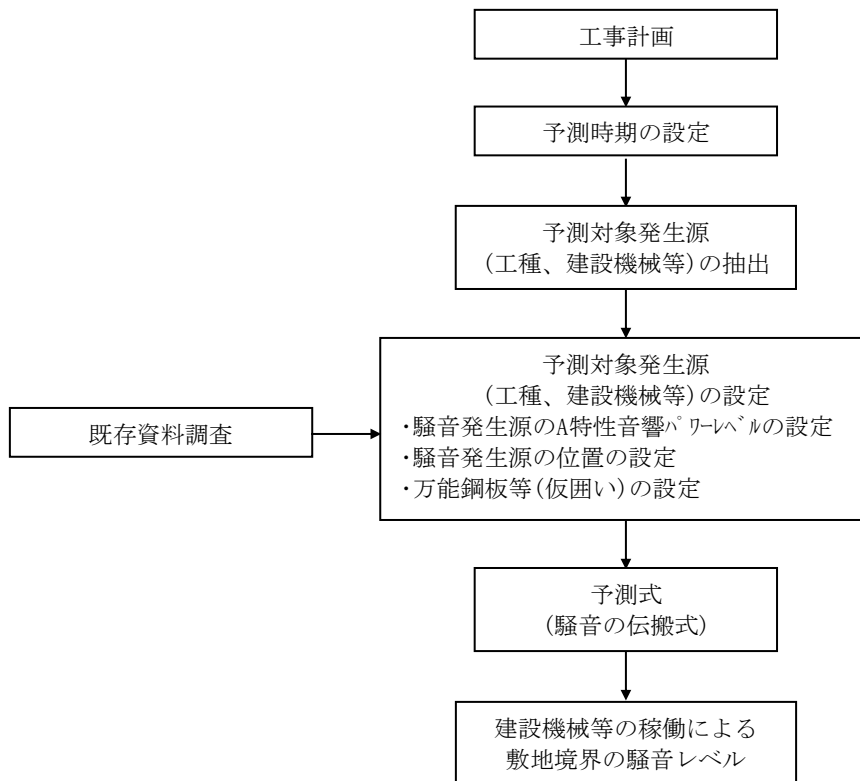 工事計画
予測時期の設定
予測対象発生源
(工種、建設機械等)の抽出
予測対象発生源
(工種、建設機械等)の設定
・騒音発生源のA特性音響ﾊﾟﾜｰﾚﾍﾞﾙの設定
・騒音発生源の位置の設定
・万能鋼板等(仮囲い)の設定
既存資料調査
予測式
(騒音の伝搬式)
建設機械等の稼働による
敷地境界の騒音レベル